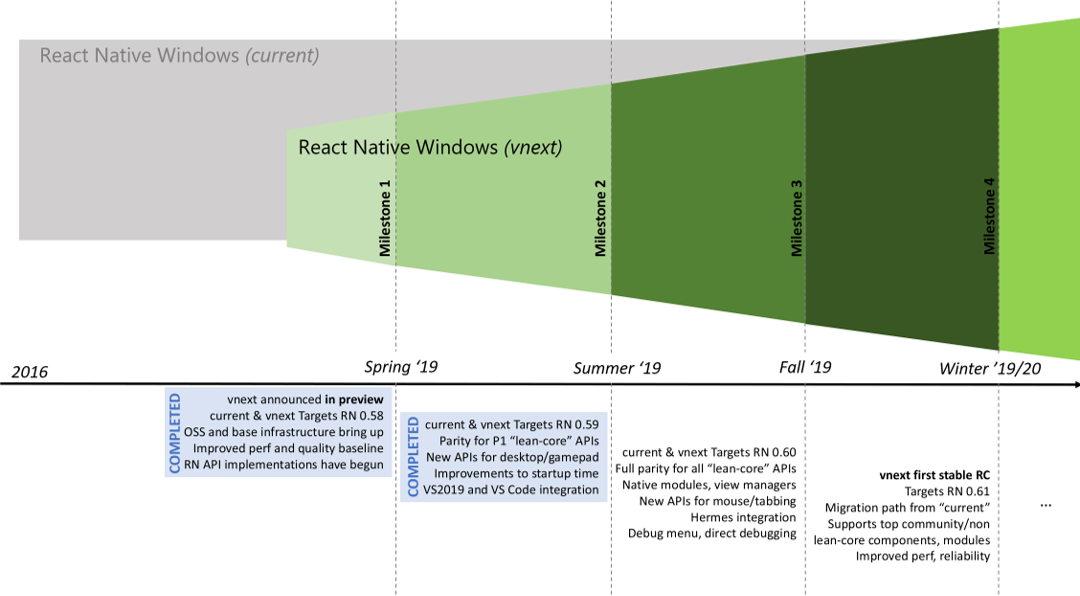 React Native Windows (current)
React Native Windows (vnext)
Milestone 1
Milestone 2
Milestone 3
Milestone 4
2016
Spring ‘19
Summer ‘19
Fall ‘19
Winter ’19/20
COMPLETED
vnext announced in preview
current & vnext Targets RN 0.58
OSS and base infrastructure bring up
Improved perf and quality baseline
RN API implementations have begun
COMPLETED
current & vnext Targets RN 0.59
Parity for P1 “lean-core” APIs
New APIs for desktop/gamepad
Improvements to startup time
VS2019 and VS Code integration
current & vnext Targets RN 0.60
Full parity for all “lean-core” APIs
Native modules, view managers
New APIs for mouse/tabbing
Hermes integration
Debug menu, direct debugging
vnext first stable RC
Targets RN 0.61
Migration path from “current”
Supports top community/non
lean-core components, modules
Improved perf, reliability
...